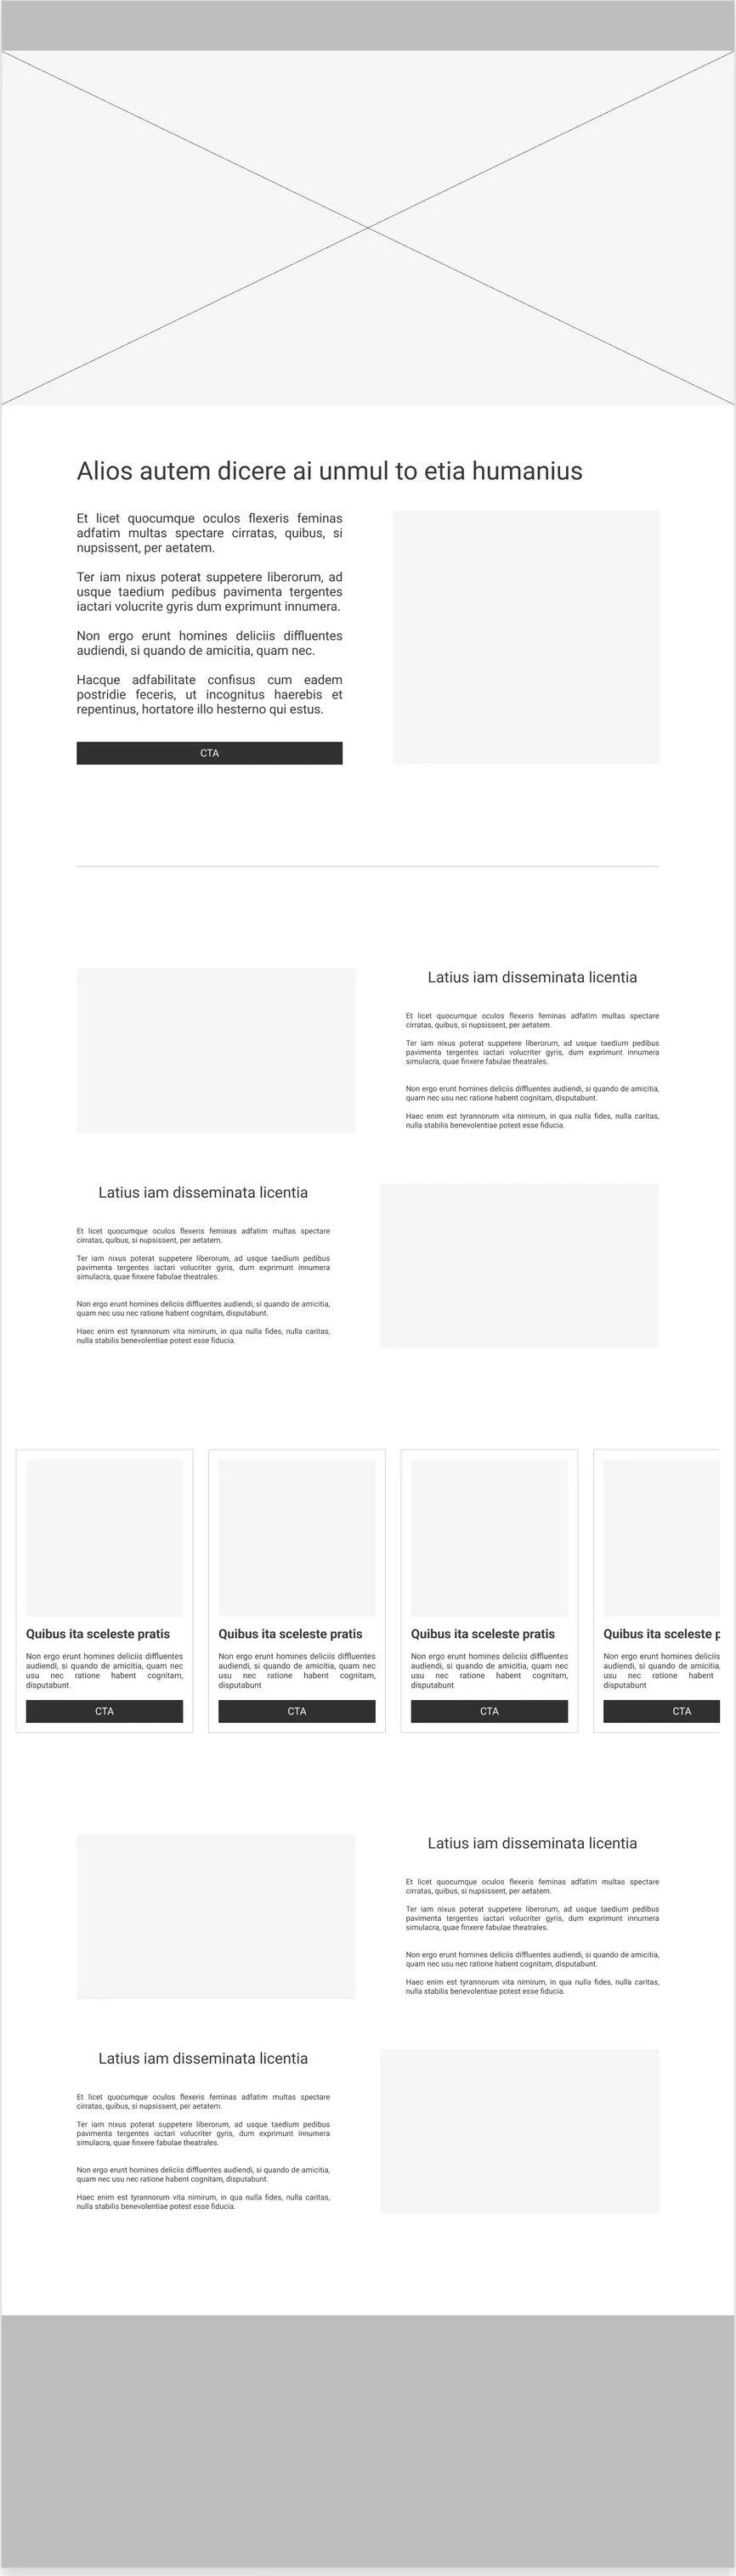 Alios autem dicere ai unmul to etia humanius
Et licet quocumque oculos flexeris feminas
adfatim multas spectare cirratas, quibus, si
nupsissent, per aetatem.
Ter iam nixus poterat suppetere liberorum, ad
usque taedium pedibus pavimenta tergentes
iactari volucrite gyris dum exprimunt innumera.
Non ergo erunt homines deliciis diffluentes
audiendi, si quando de amicitia, quam nec.
Hacque adfabilitate confisus cum eadem
postridie feceris, ut incognitus haerebis et
repentinus, hortatore illo hesterno qui estus.
CTA
Latius iam disseminata licentia
Et licet quocumque oculos flexeris feminas adfatim multas spectare
cirratas, quibus, si nupsissent, per aetatem.
Ter iam nixus poterat suppetere liberorum, ad usque taedium pedibus
pavimenta tergentes iactari volucriter gyris, dum exprimunt innumera
simulacra, quae finxere fabulae theatrales.
Non ergo erunt homines deliciis diffluentes audiendi, si quando de amicitia,
quam nec usu nec ratione habent cognitam, disputabunt.
Haec enim est tyrannorum vita nimirum, in qua nulla fides, nulla caritas,
nulla stabilis benevolentiae potest esse fiducia.
Latius iam disseminata licentia
Et licet quocumque oculos flexeris feminas adfatim multas spectare
cirratas, quibus, si nupsissent, per aetatem.
Ter iam nixus poterat suppetere liberorum, ad usque taedium pedibus
pavimenta tergentes iactari volucriter gyris, dum exprimunt innumera
simulacra, quae finxere fabulae theatrales.
Non ergo erunt homines deliciis diffluentes audiendi, si quando de amicitia,
quam nec usu nec ratione habent cognitam, disputabunt.
Haec enim est tyrannorum vita nimirum, in qua nulla fides, nulla caritas,
nulla stabilis benevolentiae potest esse fiducia.
Quibus ita sceleste pratis
Non ergo erunt homines deliciis diffluentes
audiendi, si quando de amicitia, quam nec
usu nec ratione habent cognitam,
disputabunt
CTA
Quibus ita sceleste pratis
Non ergo erunt homines deliciis diffluentes
audiendi, si quando de amicitia, quam nec
usu nec ratione habent cognitam,
disputabunt
CTA
Quibus ita sceleste pratis
Non ergo erunt homines deliciis diffluentes
audiendi, si quando de amicitia, quam nec
usu nec ratione habent cognitam,
disputabunt
CTA
Quibus ita sceleste p
Non ergo erunt homines deliciis
audiendi, si quando de amicitia,
usu nec ratione habent
disputabunt
CTA
Latius iam disseminata licentia
Et licet quocumque oculos flexeris feminas adfatim multas spectare
cirratas, quibus, si nupsissent, per aetatem.
Ter iam nixus poterat suppetere liberorum, ad usque taedium pedibus
pavimenta tergentes iactari volucriter gyris, dum exprimunt innumera
simulacra, quae finxere fabulae theatrales.
Non ergo erunt homines deliciis diffluentes audiendi, si quando de amicitia,
quam nec usu nec ratione habent cognitam, disputabunt.
Haec enim est tyrannorum vita nimirum, in qua nulla fides, nulla caritas,
nulla stabilis benevolentiae potest esse fiducia.
Latius iam disseminata licentia
Et licet quocumque oculos flexeris feminas adfatim multas spectare
cirratas, quibus, si nupsissent, per aetatem.
Ter iam nixus poterat suppetere liberorum, ad usque taedium pedibus
pavimenta tergentes iactari volucriter gyris, dum exprimunt innumera
simulacra, quae finxere fabulae theatrales.
Non ergo erunt homines deliciis diffluentes audiendi, si quando de amicitia,
quam nec usu nec ratione habent cognitam, disputabunt.
Haec enim est tyrannorum vita nimirum, in qua nulla fides, nulla caritas,
nulla stabilis benevolentiae potest esse fiducia.